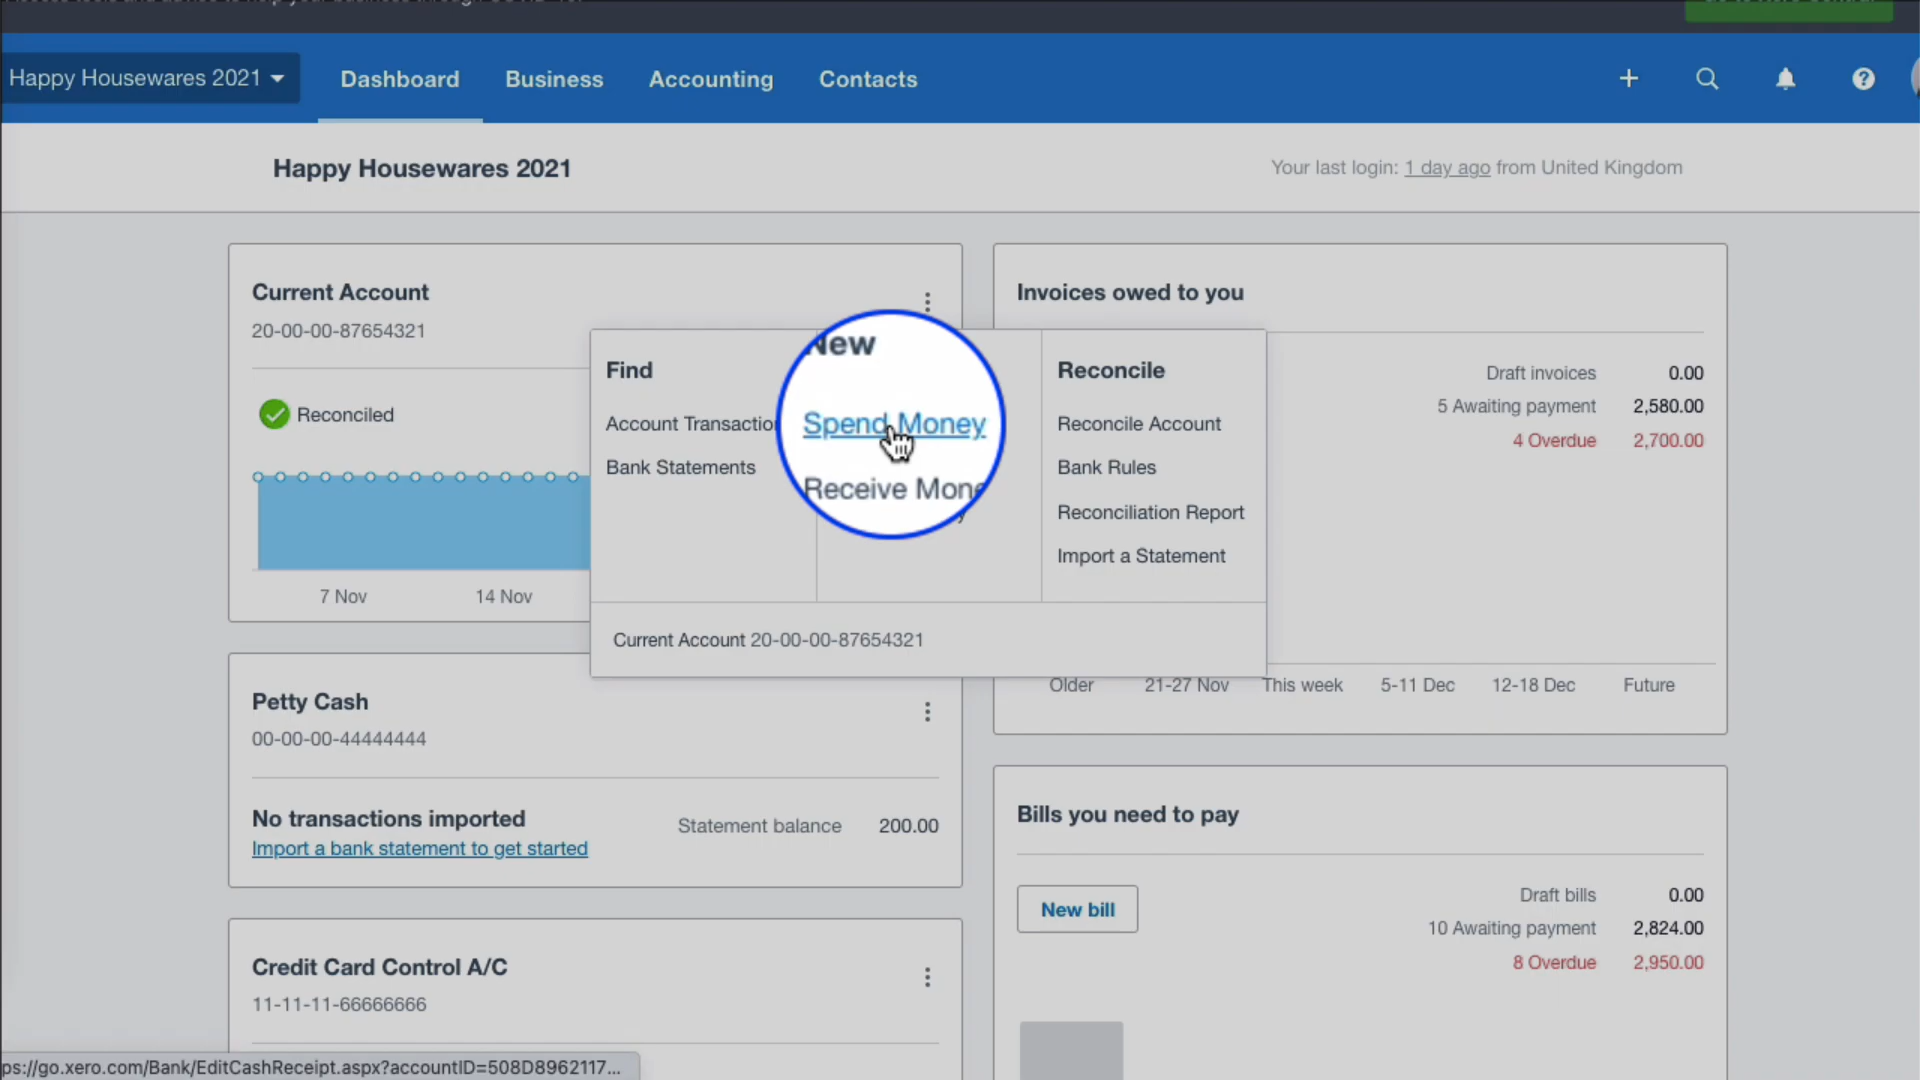 Happy Housewares 2021
Dashboard
Business
Accounting
Contacts
Happy Housewares 2021
Your last login: 1 day ago from United Kingdom
Current Account
20-00-00-87654321
Reconciled
7 Nov
14 Nov
Find
Account
Bank Statements
New
Spend Money
Receive
Reconcile
Reconcile Account
Bank Rules
Reconciliation Report
Import a Statement
Current Account 20-00-00-87654321
Invoices owed to you
Draft invoices 0.00
5 Awaiting payment 2,580.00
4 Overdue 2,700.00
Older
21-27 Nov
This week
5-11 Dec
12-18 Dec
Future
Petty Cash
00-00-00-44444444
No transactions imported
Import a bank statement to get started
Statement balance 200.00
Bills you need to pay
New bill
Draft bills 0.00
10 Awaiting payment 2,824.00
8 Overdue 2,950.00
Credit Card Control A/C
11-11-11-66666666
ps://go.xero.com/Bank/EditCashReceipt.aspx?accountID=508D8962117...